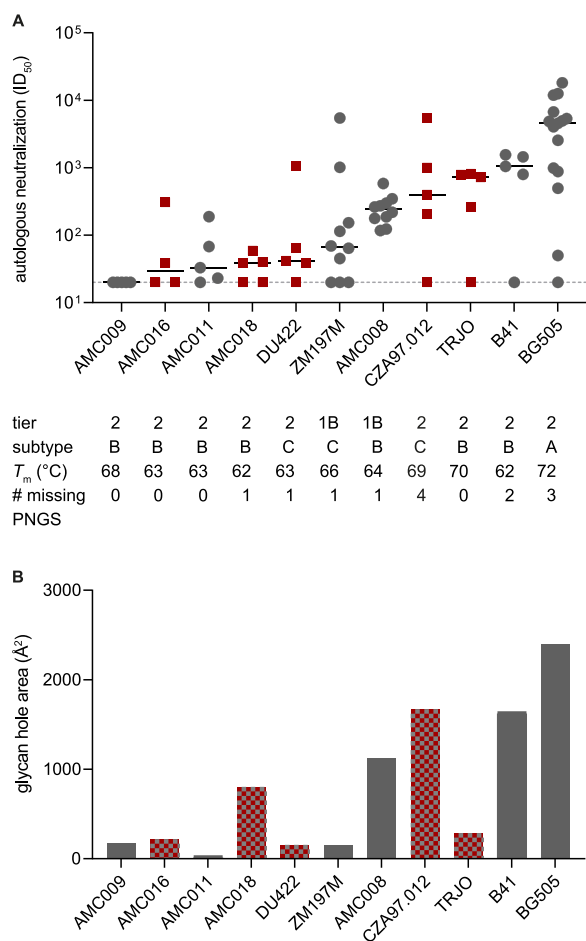 A
autologous neutralization (ID50)
10^5
10^4
10^3
10^2
10^1
AMC009
AMC016
AMC011
AMC018
DU422
ZM197M
AMC008
CZA97.012
TRJO
B41
BG505
tier 2 2 2 2 2 1B 1B 2 2 2 2
subtype B B B B C C B C B B A
Tm (°C) 68 63 63 62 63 66 64 69 70 62 72
# missing 0 0 0 1 1 1 1 4 0 2 3
PNGS
B
glycan hole area (Å²)
3000
2000
1000
0
AMC009
AMC016
AMC011
AMC018
DU422
ZM197M
AMC008
CZA97.012
TRJO
B41
BG505